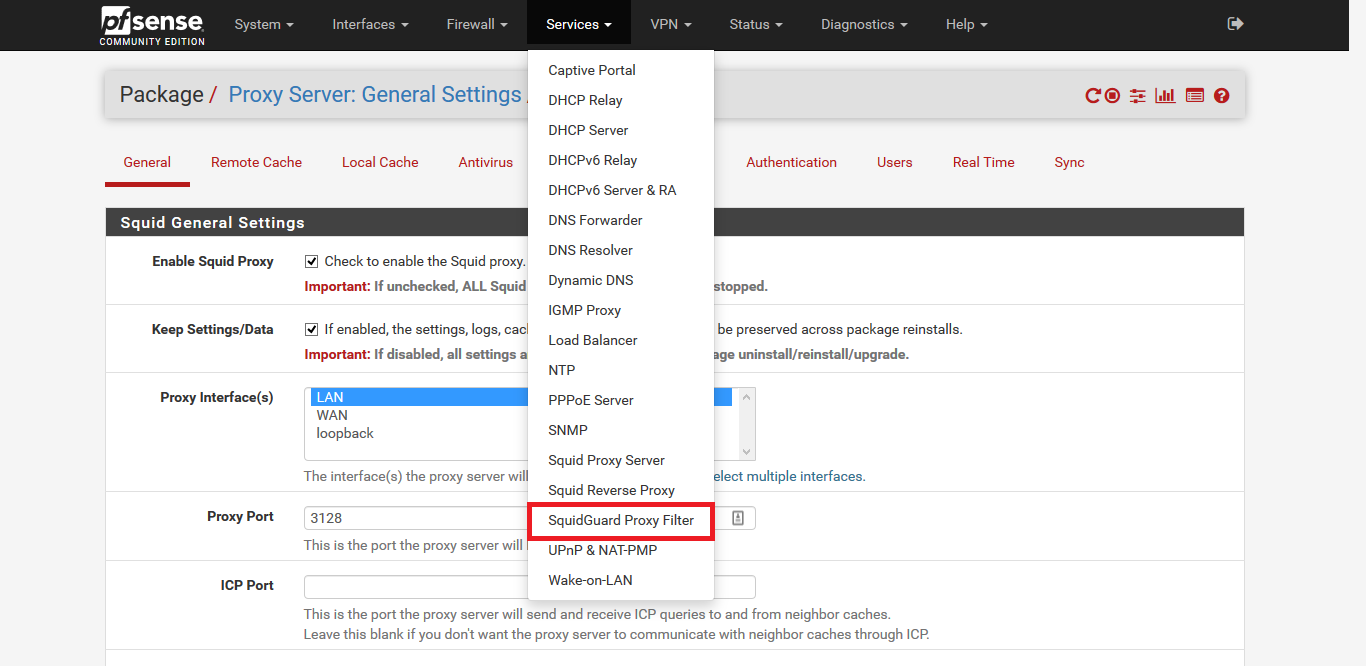 pfsense
COMMUNITY EDITION
System
Interfaces
Firewall
Services
VPN
Status
Diagnostics
Help
Package / Proxy Server: General Settings /
General
Remote Cache
Local Cache
Antivirus
Authentication
Users
Real Time
Sync
Captive Portal
DHCP Relay
DHCP Server
DHCPv6 Relay
DHCPv6 Server & RA
DNS Forwarder
DNS Resolver
Dynamic DNS
IGMP Proxy
Load Balancer
NTP
PPPoE Server
SNMP
Squid Proxy Server
Squid Reverse Proxy
SquidGuard Proxy Filter
UPnP & NAT-PMP
Wake-on-LAN
Squid General Settings
Enable Squid Proxy
Check to enable the Squid proxy.
Important: If unchecked, ALL Squid stopped.
Keep Settings/Data
If enabled, the settings, logs, cac be preserved across package reinstalls.
Important: If disabled, all settings a age uninstall/reinstall/upgrade.
Proxy Interface(s)
LAN
WAN
loopback
The interface(s) the proxy server will elect multiple interfaces.
Proxy Port
3128
This is the port the proxy server will
ICP Port
This is the port the proxy server will send and receive ICP queries to and from neighbor caches.
Leave this blank if you don't want the proxy server to communicate with neighbor caches through ICP.